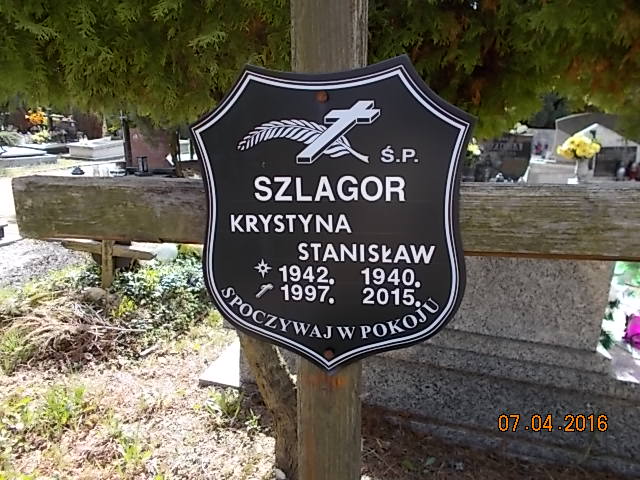 Ś.P.
SZLAGOR
KRYSTYNA
STANISŁAW
1942. 1940.
1997. 2015.
SPOCZYWAJ W POKOJU
07.04.2016